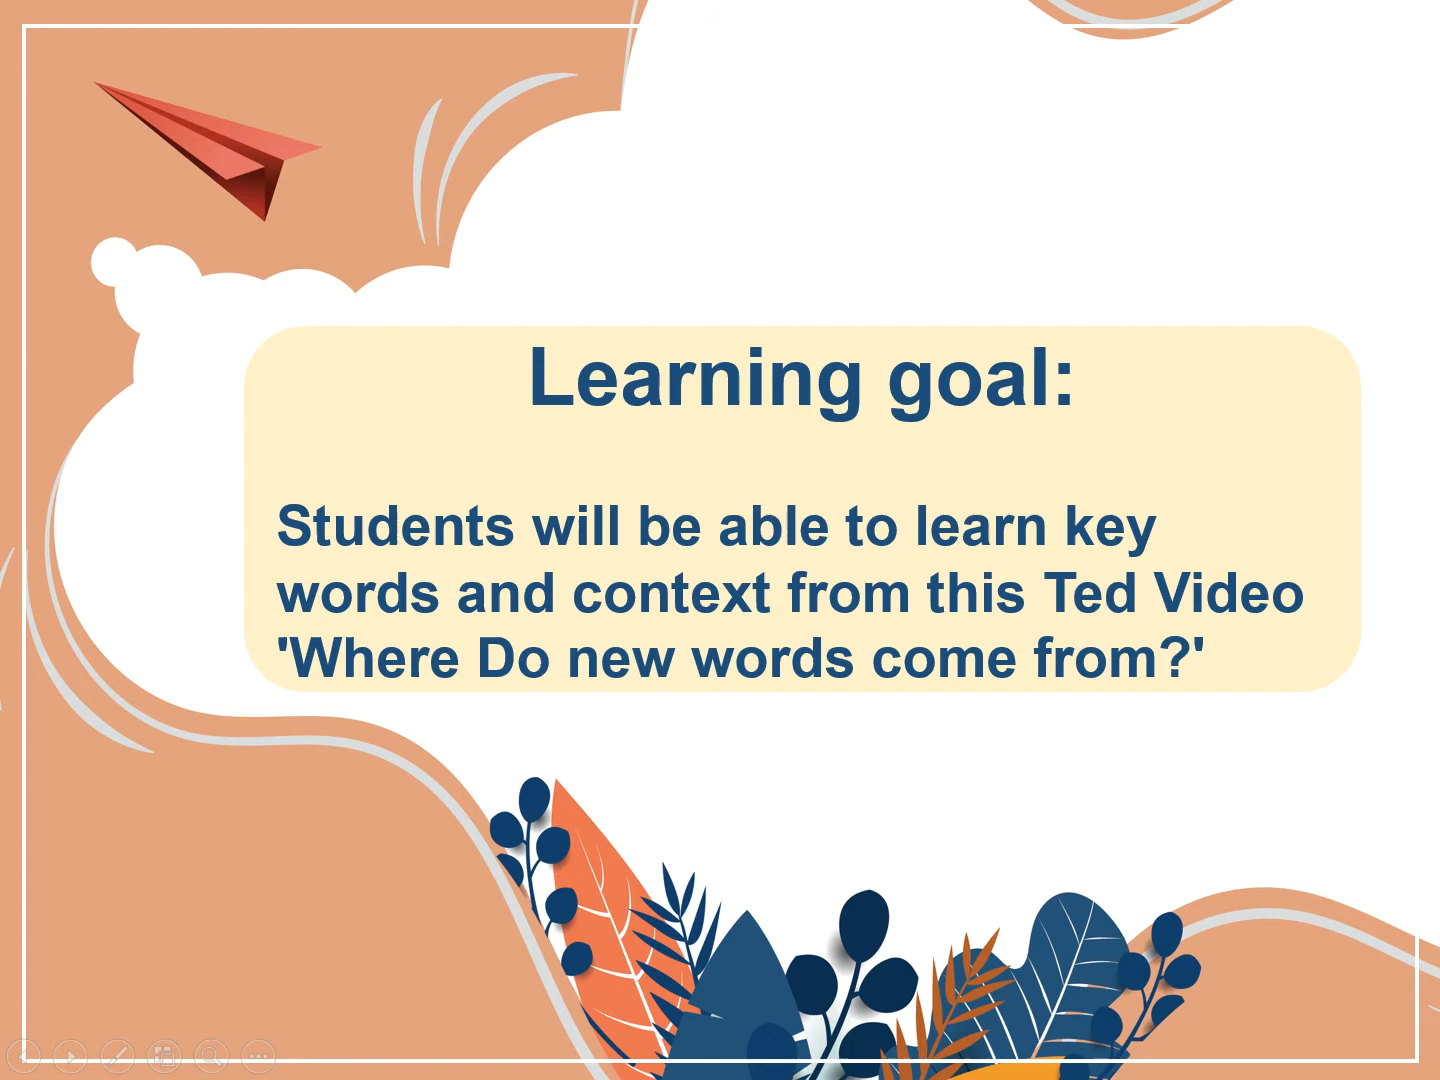 Learning goal:
Students will be able to learn key
words and context from this Ted Video
'Where Do new words come from?'